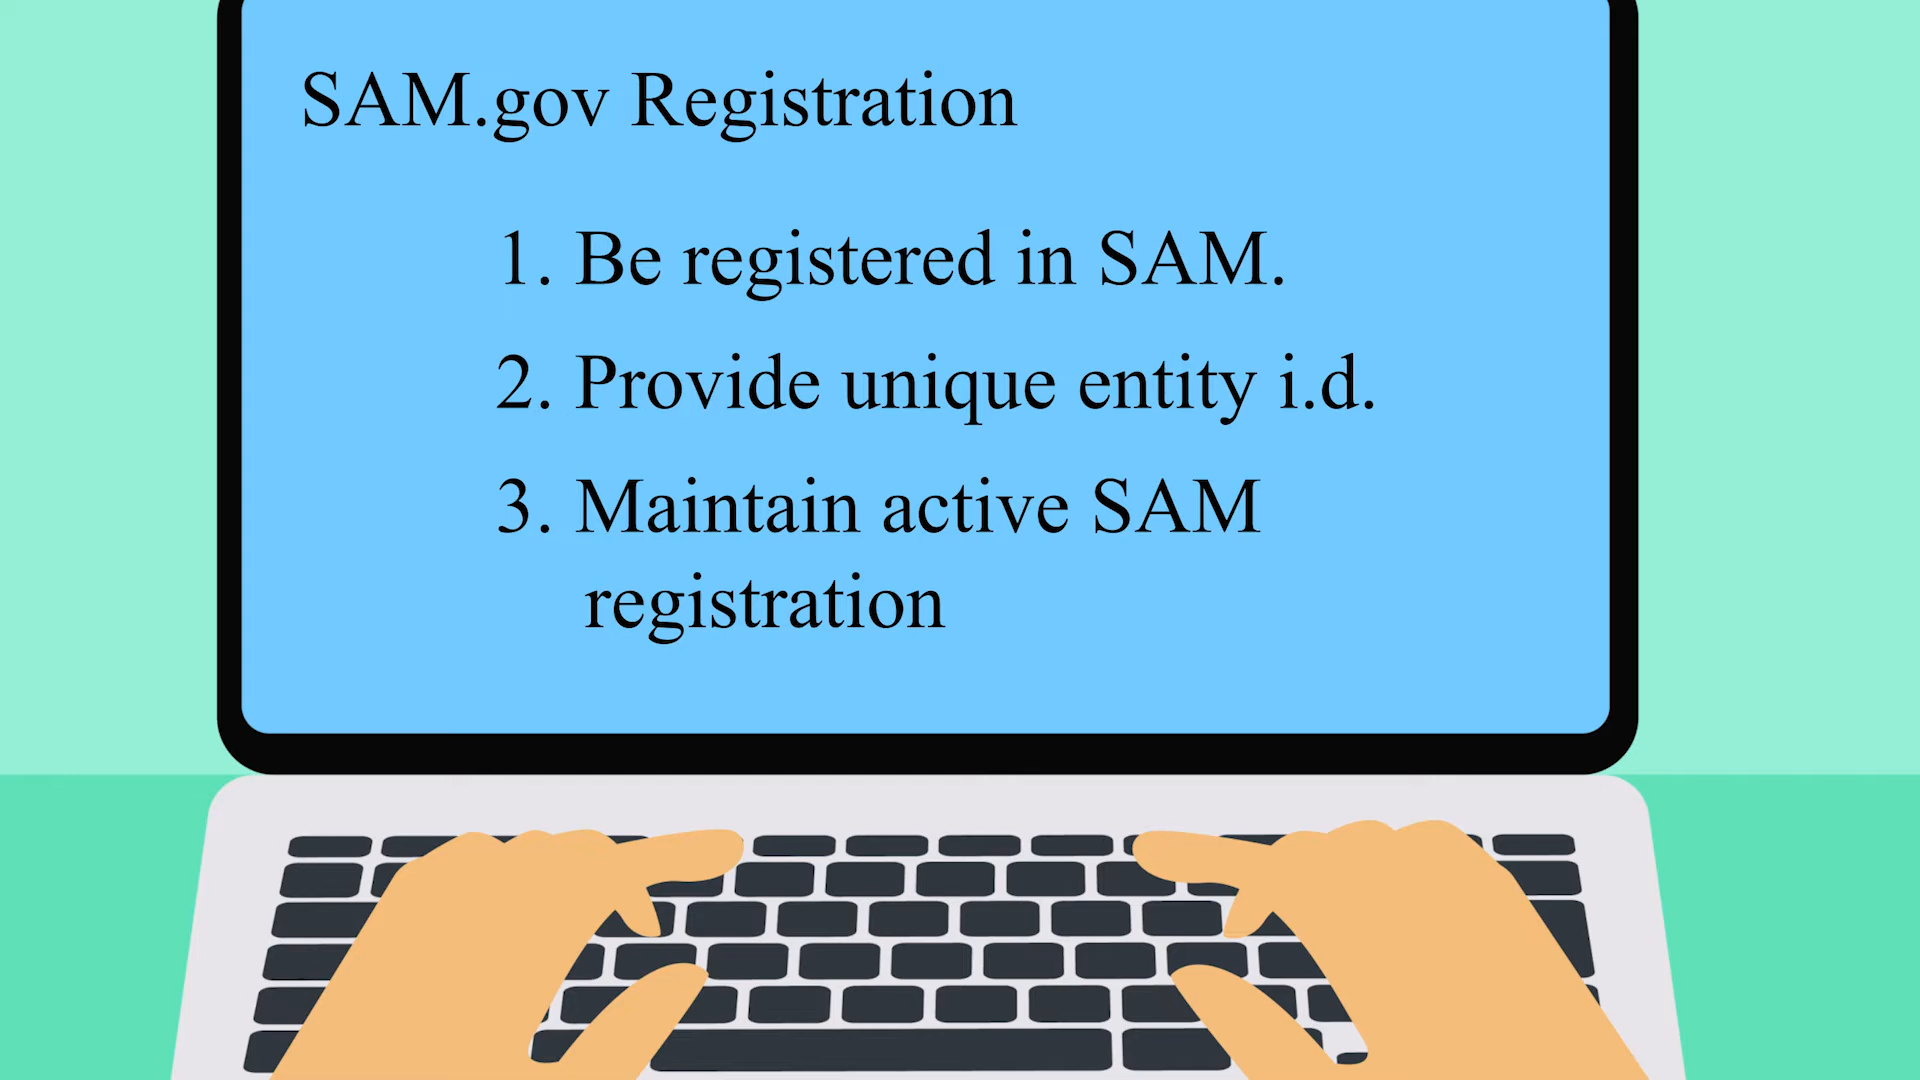 SAM.gov Registration
1. Be registered in SAM.
2. Provide unique entity i.d.
3. Maintain active SAM
registration